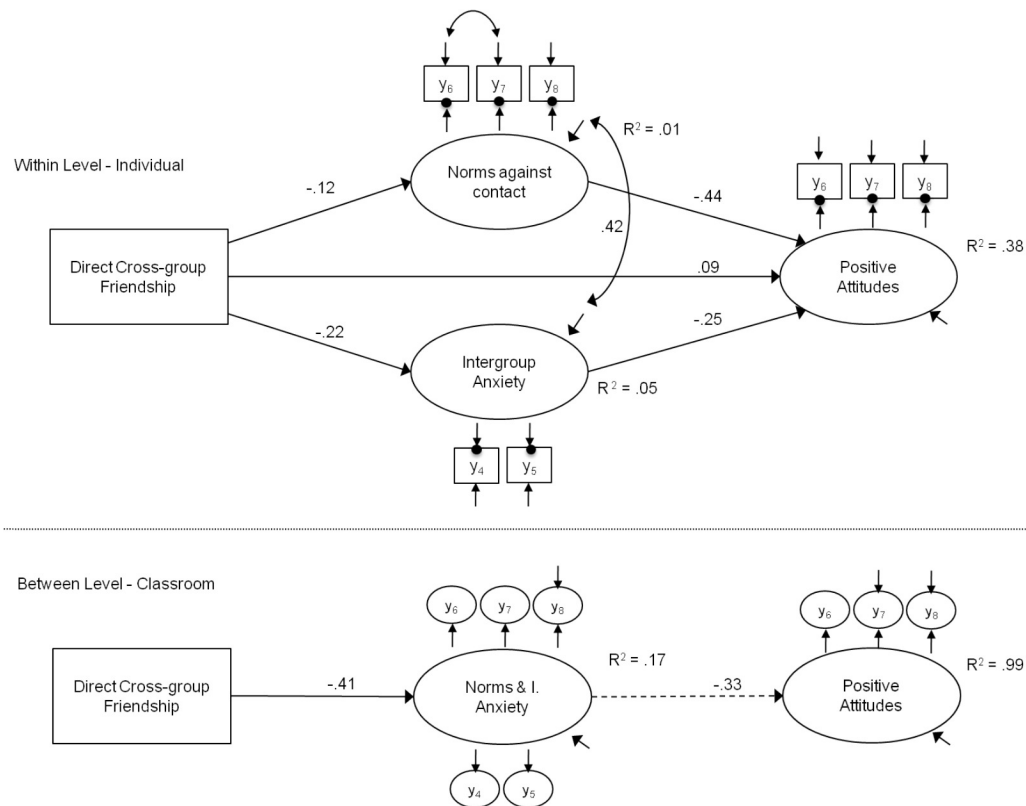 y6 y7 y8
R² = .01
Within Level - Individual
Norms against
contact
y6 y7 y8
-.12
-.44
.42
R² = .38
Direct Cross-group
Friendship
.09
Positive
Attitudes
-.22
-.25
Intergroup
Anxiety
R² = .05
y4 y5
Between Level - Classroom
y6 y7 y8
y6 y7 y8
R² = .17
R² = .99
Direct Cross-group
Friendship
-.41
Norms & I.
Anxiety
-.33
Positive
Attitudes
y4 y5